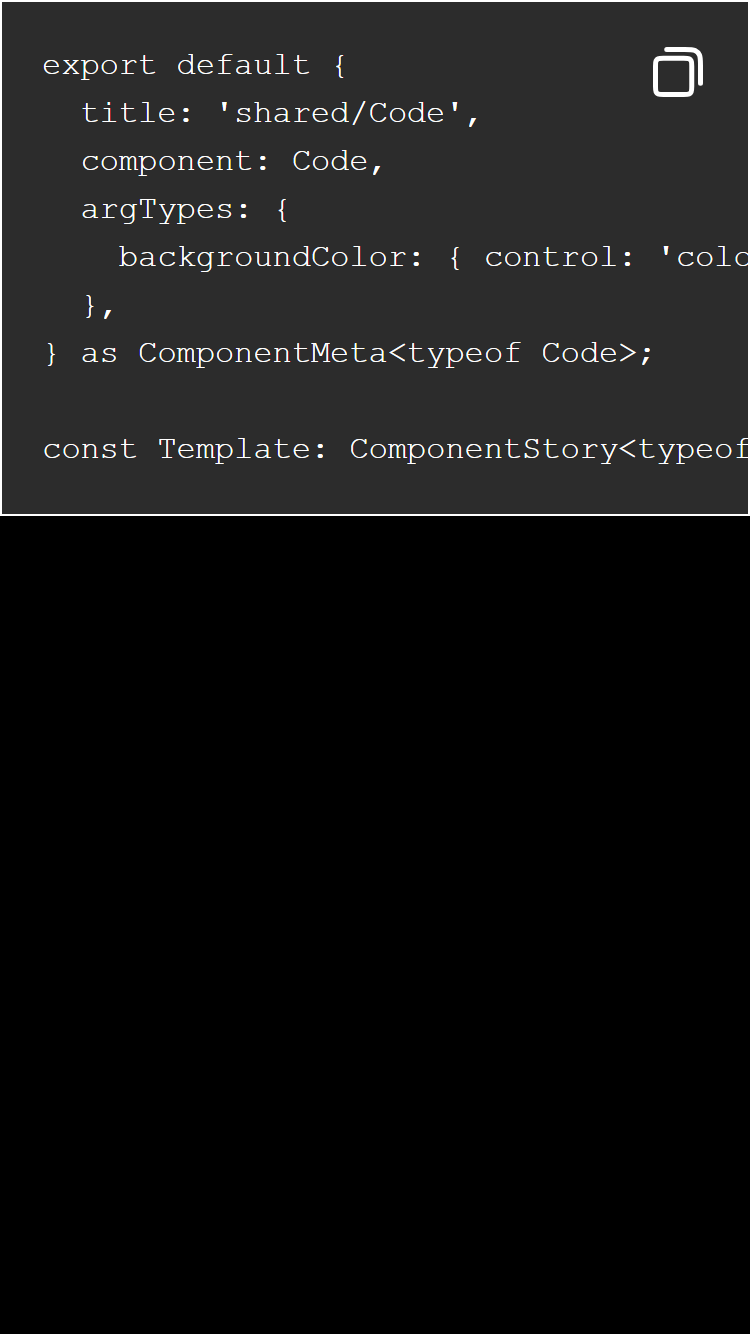 export default {
  title: 'shared/Code',
  component: Code,
  argTypes: {
    backgroundColor: { control: 'colo
  },
} as ComponentMeta<typeof Code>;
const Template: ComponentStory<typeof